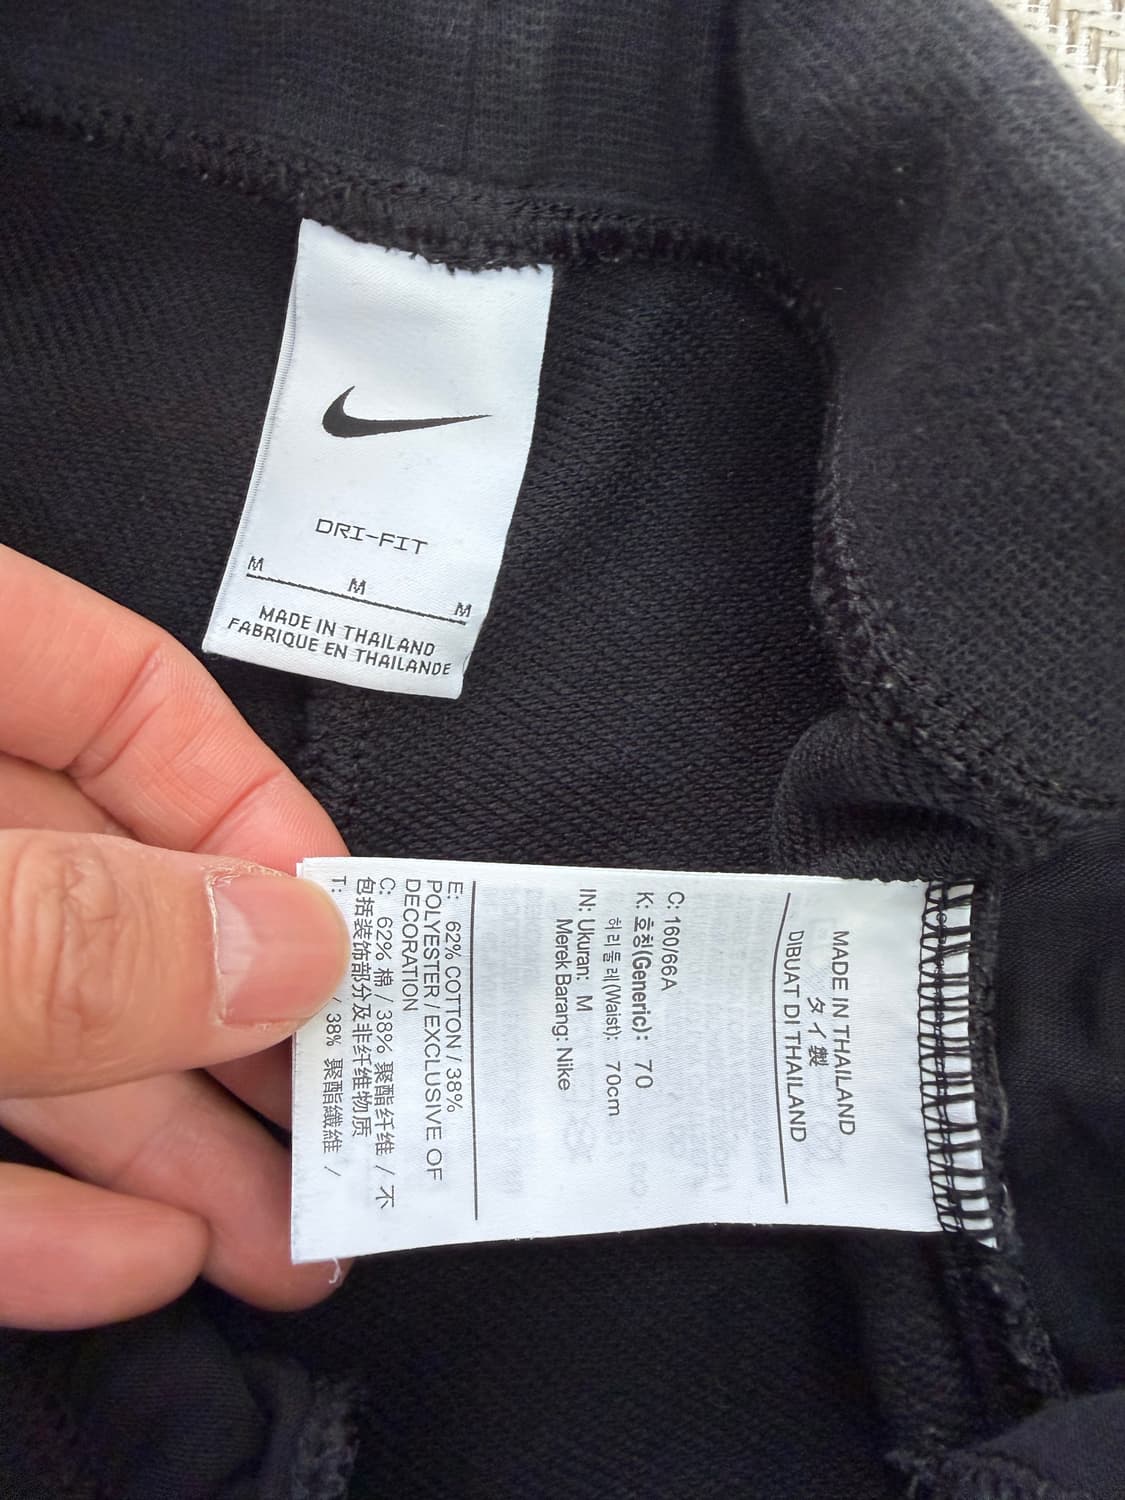 DRI-FIT
M M M
MADE IN THAILAND
FABRIQUE EN THAILANDE
MADE IN THAILAND
タイ製
DIBUAT DI THAILAND
C: 160/66A
K: 호칭(Generic): 70
허리둘레(Waist): 70cm
IN: Ukuran: M
Merek Barang: Nike
E: 62% COTTON / 38%
POLYESTER / EXCLUSIVE OF
DECORATION
C: 62% 棉 / 38% 聚酯纤维 / 不
包括装饰部分及非纤维物质
T: / 38% 聚酯纖維 /